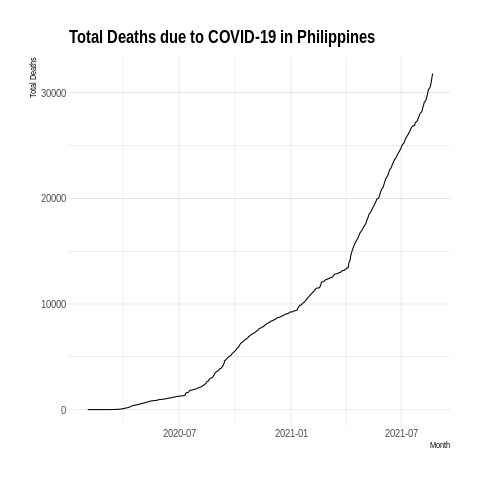 Total Deaths due to COVID-19 in Philippines
Total Deaths
30000
20000
10000
0
2020-07 2021-01 2021-07
Month